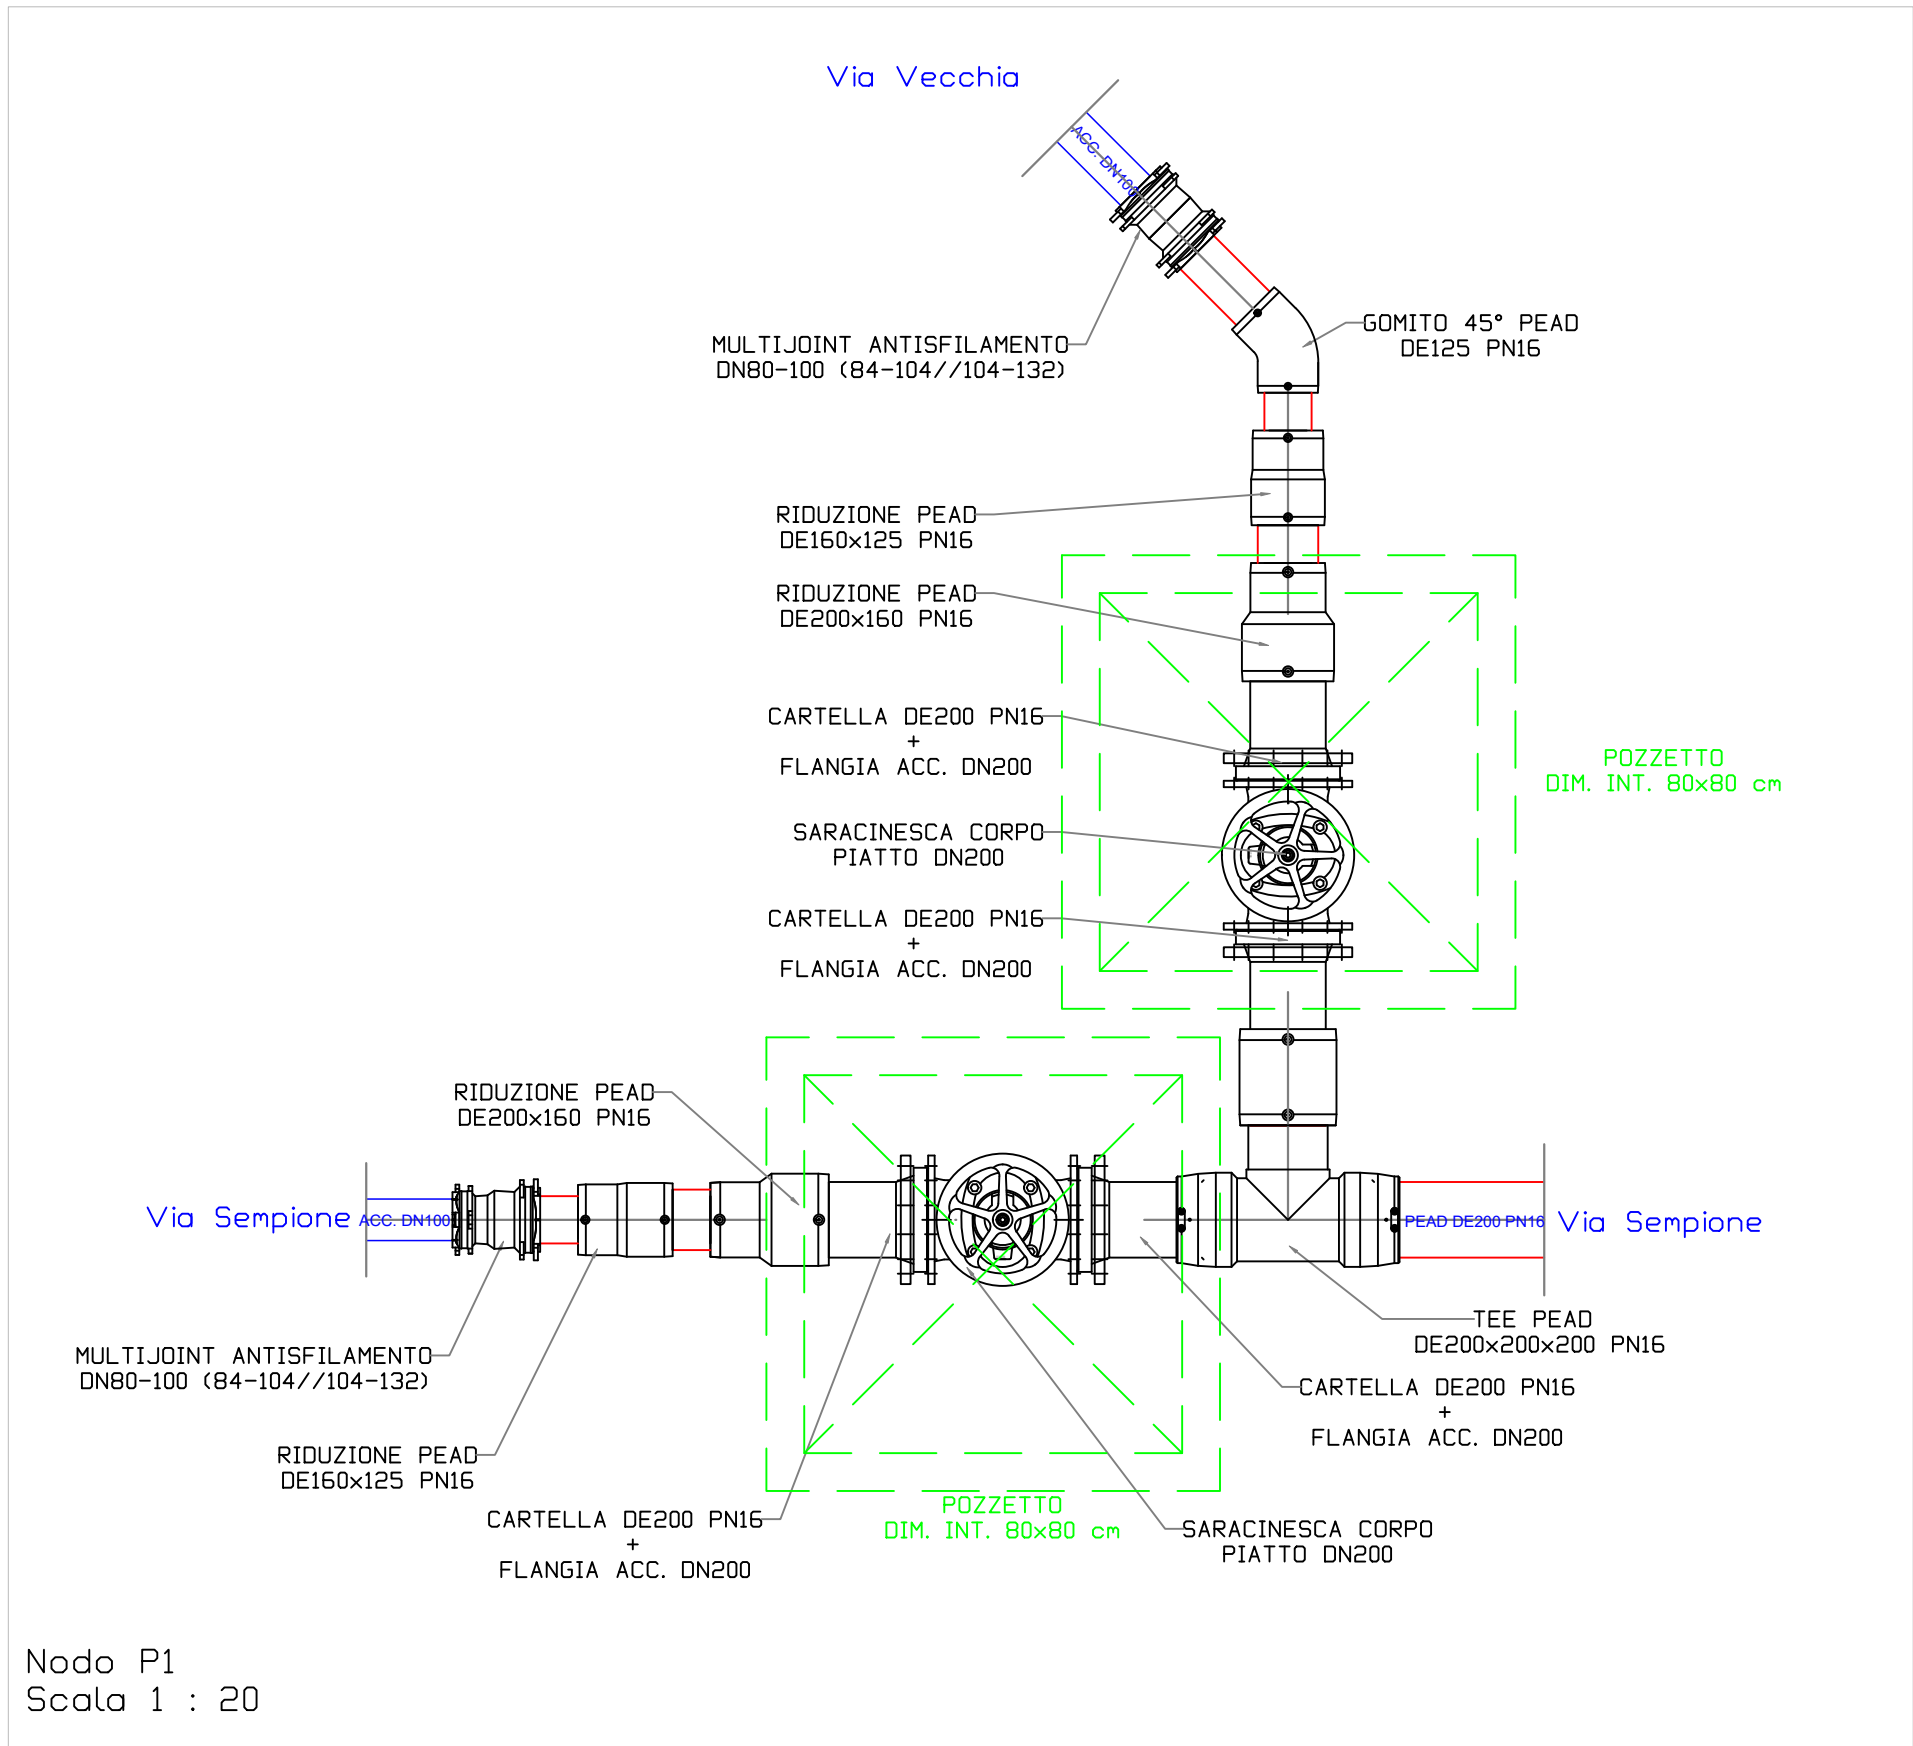 Via Vecchia
ACC. DN100
MULTIJOINT ANTISFILAMENTO
DN80-100 (84-104//104-132)
GOMITO 45° PEAD
DE125 PN16
RIDUZIONE PEAD
DE160x125 PN16
RIDUZIONE PEAD
DE200x160 PN16
CARTELLA DE200 PN16
+
FLANGIA ACC. DN200
POZZETTO
DIM. INT. 80x80 cm
SARACINESCA CORPO
PIATTO DN200
CARTELLA DE200 PN16
+
FLANGIA ACC. DN200
RIDUZIONE PEAD
DE200x160 PN16
Via Sempione
ACC. DN100
PEAD DE200 PN16
Via Sempione
TEE PEAD
DE200x200x200 PN16
MULTIJOINT ANTISFILAMENTO
DN80-100 (84-104//104-132)
CARTELLA DE200 PN16
+
FLANGIA ACC. DN200
RIDUZIONE PEAD
DE160x125 PN16
CARTELLA DE200 PN16
+
FLANGIA ACC. DN200
POZZETTO
DIM. INT. 80x80 cm
SARACINESCA CORPO
PIATTO DN200
Nodo P1
Scala 1 : 20